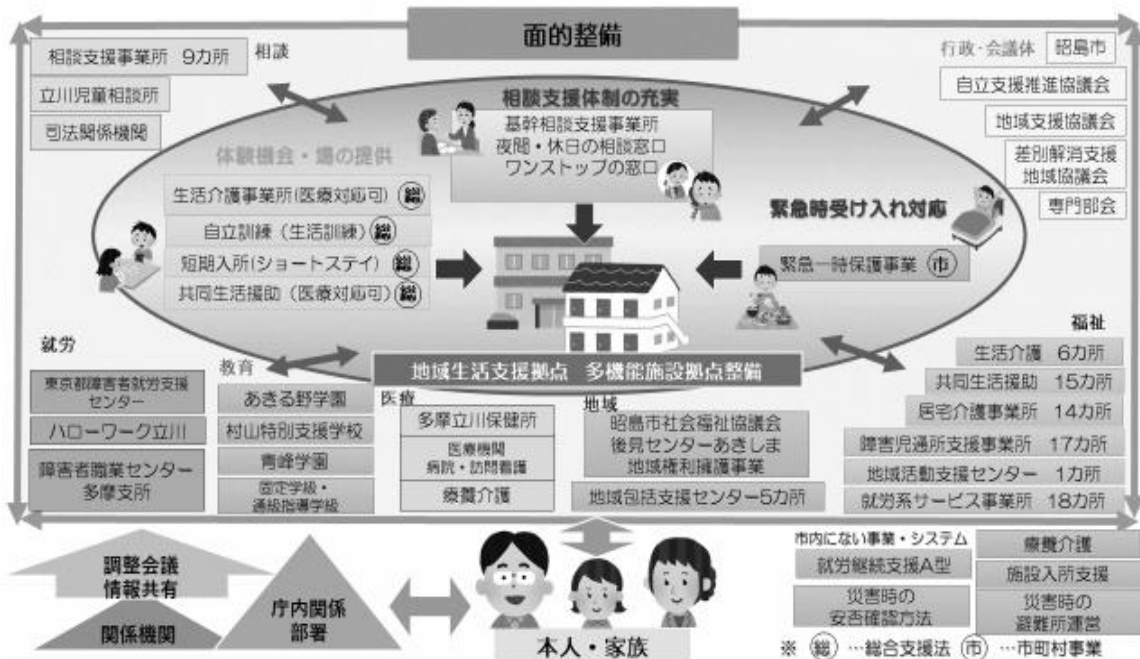 面的整備
相談支援事業所 9カ所
相談
立川児童相談所
司法関係機関
行政・会議体
昭島市
自立支援推進協議会
地域支援協議会
差別解消支援
地域協議会
専門部会
相談支援体制の充実
基幹相談支援事業所
夜間・休日の相談窓口
ワンストップの窓口
体験機会・場の提供
生活介護事業所(医療対応可) 総
自立訓練(生活訓練) 総
短期入所(ショートステイ) 総
共同生活援助(医療対応可) 総
緊急時受け入れ対応
緊急一時保護事業 市
地域生活支援拠点 多機能施設拠点整備
就労
東京都障害者就労支援
センター
ハローワーク立川
障害者職業センター
多摩支所
教育
あきる野学園
村山特別支援学校
青峰学園
固定学級・
通級指導学級
医療
多摩立川保健所
医療機関
病院・訪問看護
療養介護
地域
昭島市社会福祉協議会
後見センターあきしま
地域権利擁護事業
地域包括支援センター5カ所
福祉
生活介護 6カ所
共同生活援助 15カ所
居宅介護事業所 14カ所
障害児通所支援事業所 17カ所
地域活動支援センター 1カ所
就労系サービス事業所 18カ所
調整会議
情報共有
関係機関
庁内関係
部署
本人・家族
市内にない事業・システム
就労継続支援A型
災害時の
安否確認方法
療養介護
施設入所支援
災害時の
避難所運営
※ 総 …総合支援法 市 …市町村事業